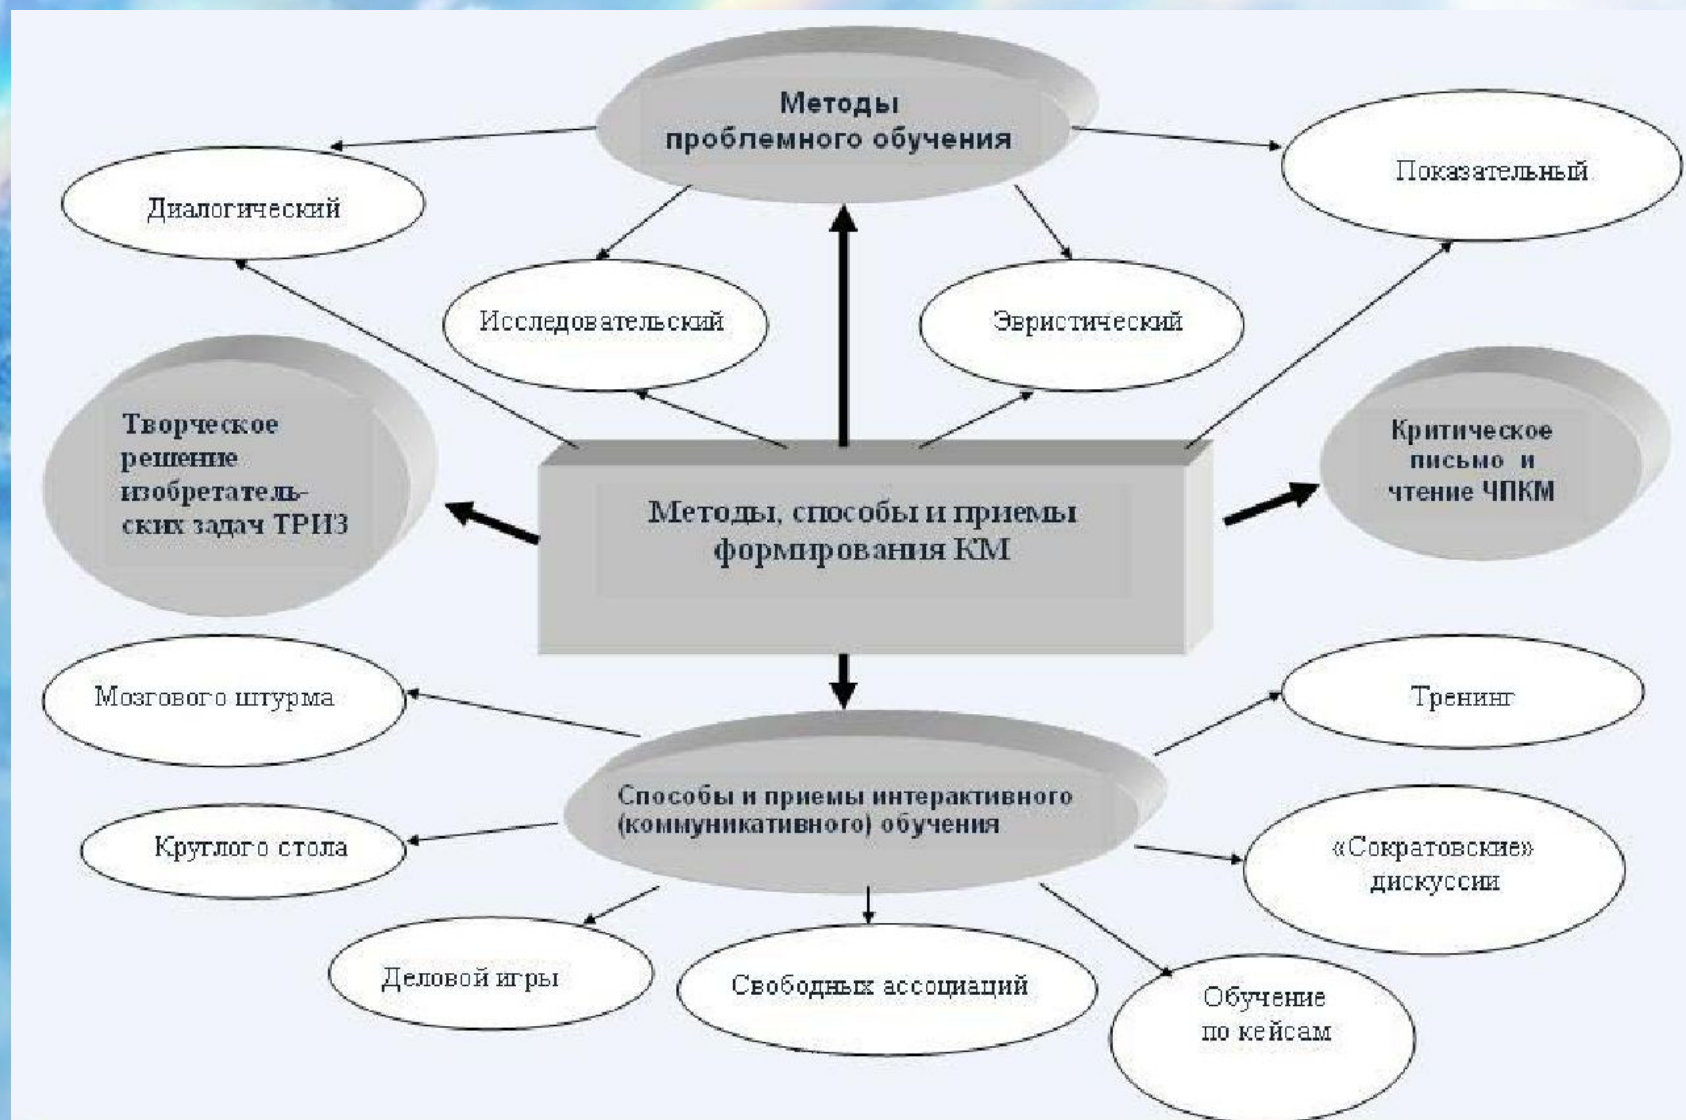 Методы
проблемного обучения
Показательный
Диалогический
Исследовательский
Эвристический
Творческое
решение
изобретатель-
ских задач ТРИЗ
Критическое
письмо и
чтение ЧПКМ
Методы, способы и приемы
формирования КМ
Мозгового штурма
Тренинг
Способы и приемы интерактивного
(коммуникативного) обучения
Круглого стола
«Сократовские»
дискуссии
Деловой игры
Свободных ассоциаций
Обучение
по кейсам